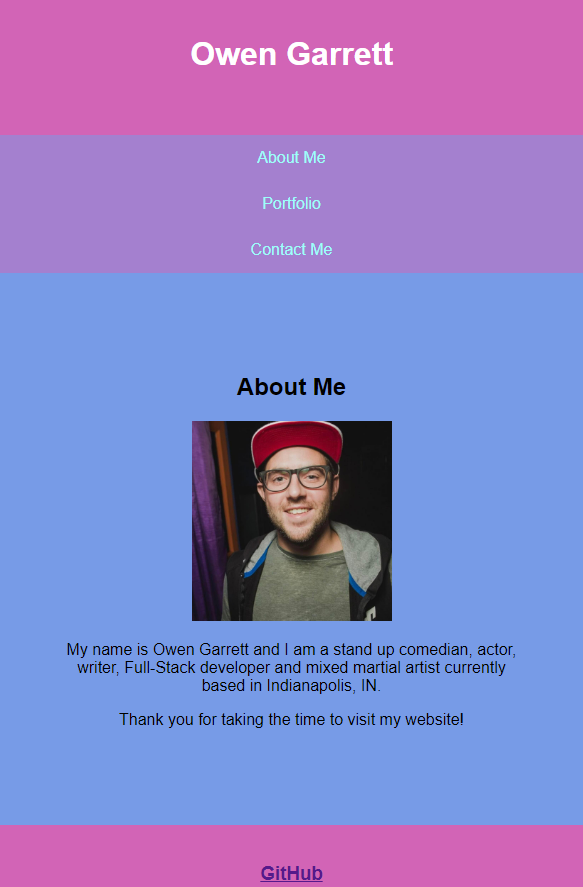 Owen Garrett
About Me
Portfolio
Contact Me
About Me
My name is Owen Garrett and I am a stand up comedian, actor,
writer, Full-Stack developer and mixed martial artist currently
based in Indianapolis, IN.
Thank you for taking the time to visit my website!
GitHub